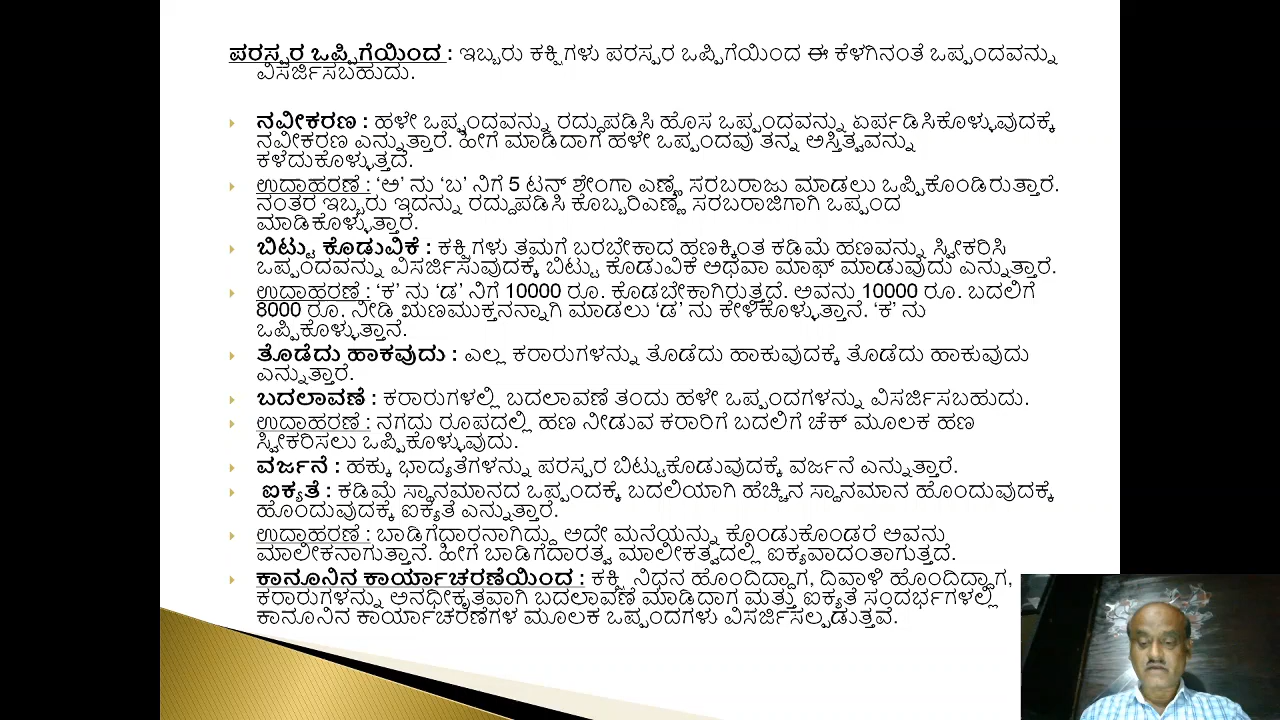 ಪರಸ್ಪರ ಒಪ್ಪಿಗೆಯಿಂದ : ಇಬ್ಬರು ಕಕ್ಷಿಗಳು ಪರಸ್ಪರ ಒಪ್ಪಿಗೆಯಿಂದ ಈ ಕೆಳಗಿನಂತೆ ಒಪ್ಪಂದವನ್ನು
ವಿಸರ್ಜಿಸಬಹುದು.
ನವೀಕರಣ : ಹಳೇ ಒಪ್ಪಂದವನ್ನು ರದ್ದುಪಡಿಸಿ ಹೊಸ ಒಪ್ಪಂದವನ್ನು ಏರ್ಪಡಿಸಿಕೊಳ್ಳುವುದಕ್ಕೆ
ನವೀಕರಣ ಎನ್ನುತ್ತಾರೆ. ಹೀಗೆ ಮಾಡಿದಾಗ ಹಳೇ ಒಪ್ಪಂದವು ತನ್ನ ಅಸ್ತಿತ್ವವನ್ನು
ಕಳೆದುಕೊಳ್ಳುತ್ತದೆ.
ಉದಾಹರಣೆ : ‘ಅ’ ನು ‘ಬ’ ನಿಗೆ 5 ಟನ್ ಶೇಂಗಾ ಎಣ್ಣೆ ಸರಬರಾಜು ಮಾಡಲು ಒಪ್ಪಿಕೊಂಡಿರುತ್ತಾರೆ.
ನಂತರ ಇಬ್ಬರು ಇದನ್ನು ರದ್ದುಪಡಿಸಿ ಕೊಬ್ಬರಿಎಣ್ಣೆ ಸರಬರಾಜಿಗಾಗಿ ಒಪ್ಪಂದ
ಮಾಡಿಕೊಳ್ಳುತ್ತಾರೆ.
ಬಿಟ್ಟು ಕೊಡುವಿಕೆ : ಕಕ್ಷಿಗಳು ತಮಗೆ ಬರಬೇಕಾದ ಹಣಕ್ಕಿಂತ ಕಡಿಮೆ ಹಣವನ್ನು ಸ್ವೀಕರಿಸಿ
ಒಪ್ಪಂದವನ್ನು ವಿಸರ್ಜಿಸುವುದಕ್ಕೆ ಬಿಟ್ಟು ಕೊಡುವಿಕೆ ಅಥವಾ ಮಾಫ್ ಮಾಡುವುದು ಎನ್ನುತ್ತಾರೆ.
ಉದಾಹರಣೆ : ‘ಕ’ ನು ‘ಡ’ ನಿಗೆ 10000 ರೂ. ಕೊಡಬೇಕಾಗಿರುತ್ತದೆ. ಅವನು 10000 ರೂ. ಬದಲಿಗೆ
8000 ರೂ. ನೀಡಿ ಋಣಮುಕ್ತನನ್ನಾಗಿ ಮಾಡಲು ‘ಡ’ ನು ಕೇಳಿಕೊಳ್ಳುತ್ತಾನೆ. ‘ಕ’ ನು
ಒಪ್ಪಿಕೊಳ್ಳುತ್ತಾನೆ.
ತೊಡೆದು ಹಾಕವುದು : ಎಲ್ಲ ಕರಾರುಗಳನ್ನು ತೊಡೆದು ಹಾಕುವುದಕ್ಕೆ ತೊಡೆದು ಹಾಕುವುದು
ಎನ್ನುತ್ತಾರೆ.
ಬದಲಾವಣೆ : ಕರಾರುಗಳಲ್ಲಿ ಬದಲಾವಣೆ ತಂದು ಹಳೇ ಒಪ್ಪಂದಗಳನ್ನು ವಿಸರ್ಜಿಸಬಹುದು.
ಉದಾಹರಣೆ : ನಗದು ರೂಪದಲ್ಲಿ ಹಣ ನೀಡುವ ಕರಾರಿಗೆ ಬದಲಿಗೆ ಚೆಕ್ ಮೂಲಕ ಹಣ
ಸ್ವೀಕರಿಸಲು ಒಪ್ಪಿಕೊಳ್ಳುವುದು.
ವರ್ಜನೆ : ಹಕ್ಕು ಭಾದ್ಯತೆಗಳನ್ನು ಪರಸ್ಪರ ಬಿಟ್ಟುಕೊಡುವುದಕ್ಕೆ ವರ್ಜನೆ ಎನ್ನುತ್ತಾರೆ.
ಐಕ್ಯತೆ : ಕಡಿಮೆ ಸ್ಥಾನಮಾನದ ಒಪ್ಪಂದಕ್ಕೆ ಬದಲಿಯಾಗಿ ಹೆಚ್ಚಿನ ಸ್ಥಾನಮಾನ ಹೊಂದುವುದಕ್ಕೆ
ಹೊಂದುವುದಕ್ಕೆ ಐಕ್ಯತೆ ಎನ್ನುತ್ತಾರೆ.
ಉದಾಹರಣೆ : ಬಾಡಿಗೆದಾರನಾಗಿದ್ದು ಅದೇ ಮನೆಯನ್ನು ಕೊಂಡುಕೊಂಡರೆ ಅವನು
ಮಾಲೀಕನಾಗುತ್ತಾನೆ. ಹೀಗೆ ಬಾಡಿಗೆದಾರತ್ವ ಮಾಲೀಕತ್ವದಲ್ಲಿ ಐಕ್ಯವಾದಂತಾಗುತ್ತದೆ.
ಕಾನೂನಿನ ಕಾರ್ಯಾಚರಣೆಯಿಂದ : ಕಕ್ಷಿ ನಿಧನ ಹೊಂದಿದ್ದಾಗ, ದಿವಾಳಿ ಹೊಂದಿದ್ದಾಗ,
ಕರಾರುಗಳನ್ನು ಅನಧೀಕೃತವಾಗಿ ಬದಲಾವಣೆ ಮಾಡಿದಾಗ ಮತ್ತು ಐಕ್ಯತೆ ಸಂದರ್ಭಗಳಲ್ಲಿ
ಕಾನೂನಿನ ಕಾರ್ಯಾಚರಣೆಗಳ ಮೂಲಕ ಒಪ್ಪಂದಗಳು ವಿಸರ್ಜಿಸಲ್ಪಡುತ್ತವೆ.